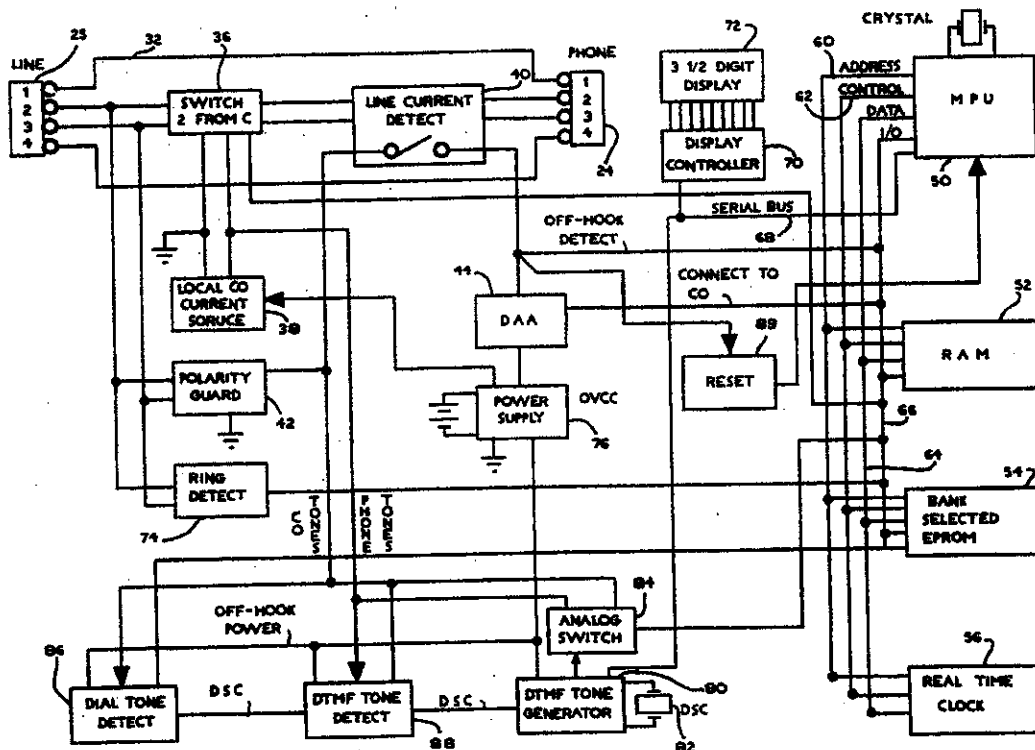 CRYSTAL
LINE
25
32
36
PHONE
72
60
1
2
3
4
SWITCH
2 FROM C
LINE CURRENT
DETECT
40
1
2
3
4
24
3 1/2 DIGIT
DISPLAY
DISPLAY
CONTROLLER
70
ADDRESS
62
CONTROL
DATA
I/O
MPU
50
SERIAL BUS
68
OFF-HOOK
DETECT
LOCAL CO
CURRENT
SORUCE
38
44
DAA
CONNECT TO
CO
89
RESET
52
RAM
POLARITY
GUARD
42
POWER
SUPPLY
OVCC
76
66
64
RING
DETECT
74
CO
TONES
PHONE
TONES
54
BANK
SELECTED
EPROM
OFF-HOOK
POWER
84
ANALOG
SWITCH
56
REAL TIME
CLOCK
86
DIAL TONE
DETECT
DSC
DTMF TONE
DETECT
88
DSC
DTMF TONE
GENERATOR
80
DSC
82